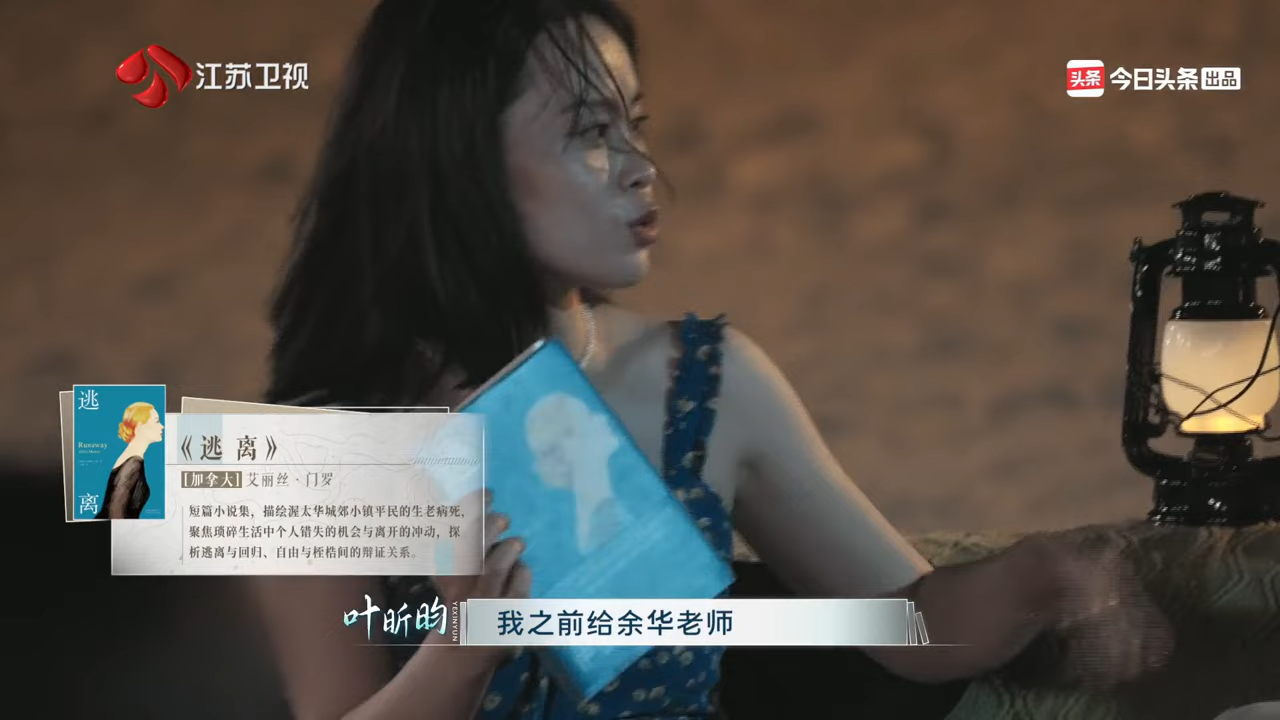 江苏卫视
头条 今日头条出品
逃
Runaway
离
《逃 离》
[加拿大] 艾丽丝·门罗
短篇小说集，描绘渥太华城郊小镇平民的生老病死，
聚焦琐碎生活中个人错失的机会与离开的冲动，探
析逃离与回归、自由与桎梏间的辩证关系。
叶昕昀
YEXINYUN
我之前给余华老师